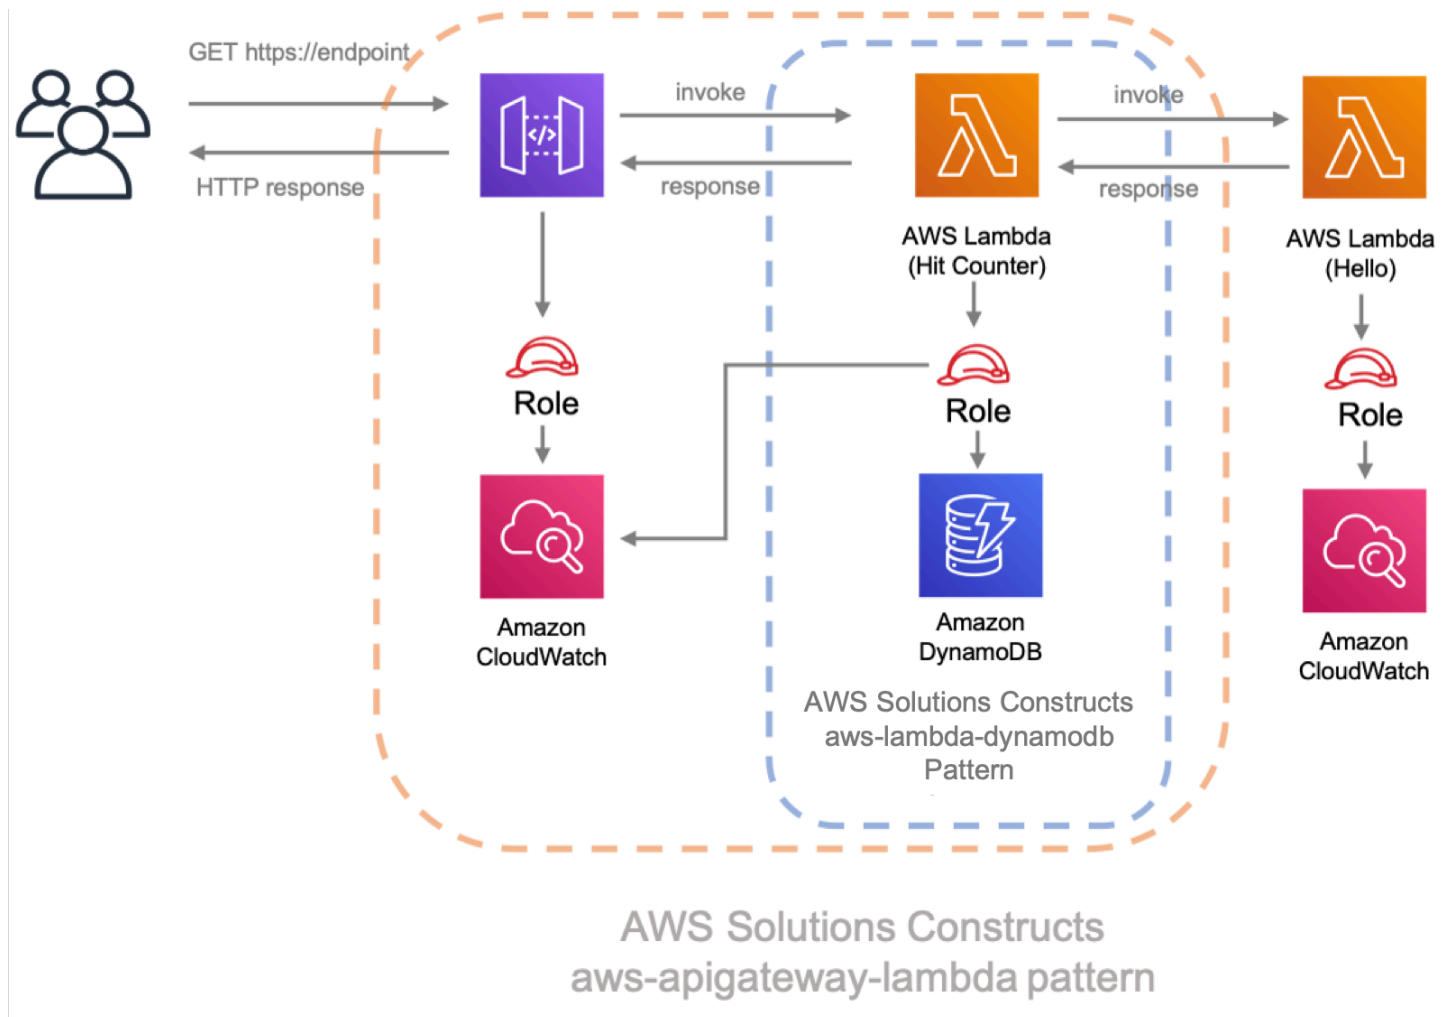 GET https://endpoint
HTTP response
invoke
response
invoke
response
</>
AWS Lambda
(Hit Counter)
AWS Lambda
(Hello)
Role
Role
Role
Amazon
CloudWatch
Amazon
DynamoDB
Amazon
CloudWatch
AWS Solutions Constructs
aws-lambda-dynamodb
Pattern
AWS Solutions Constructs
aws-apigateway-lambda pattern